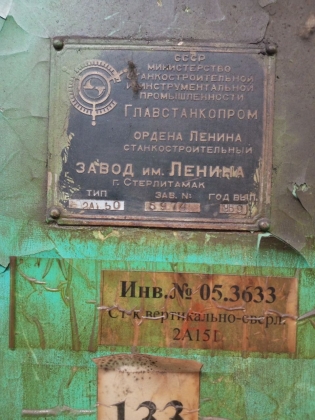 СССР
МИНИСТЕРСТВО
СТАНКОСТРОИТЕЛЬНОЙ
ИНСТРУМЕНТАЛЬНОЙ
ПРОМЫШЛЕННОСТИ
ГЛАВСТАНКОПРОМ
ОРДЕНА ЛЕНИНА
СТАНКОСТРОИТЕЛЬНЫЙ
ЗАВОД им. ЛЕНИНА
г. СТЕРЛИТАМАК
ТИП ЗАВ. № ГОД ВЫП.
Инв.№ 05.3633
Ст-к вертикально-сверл.
133